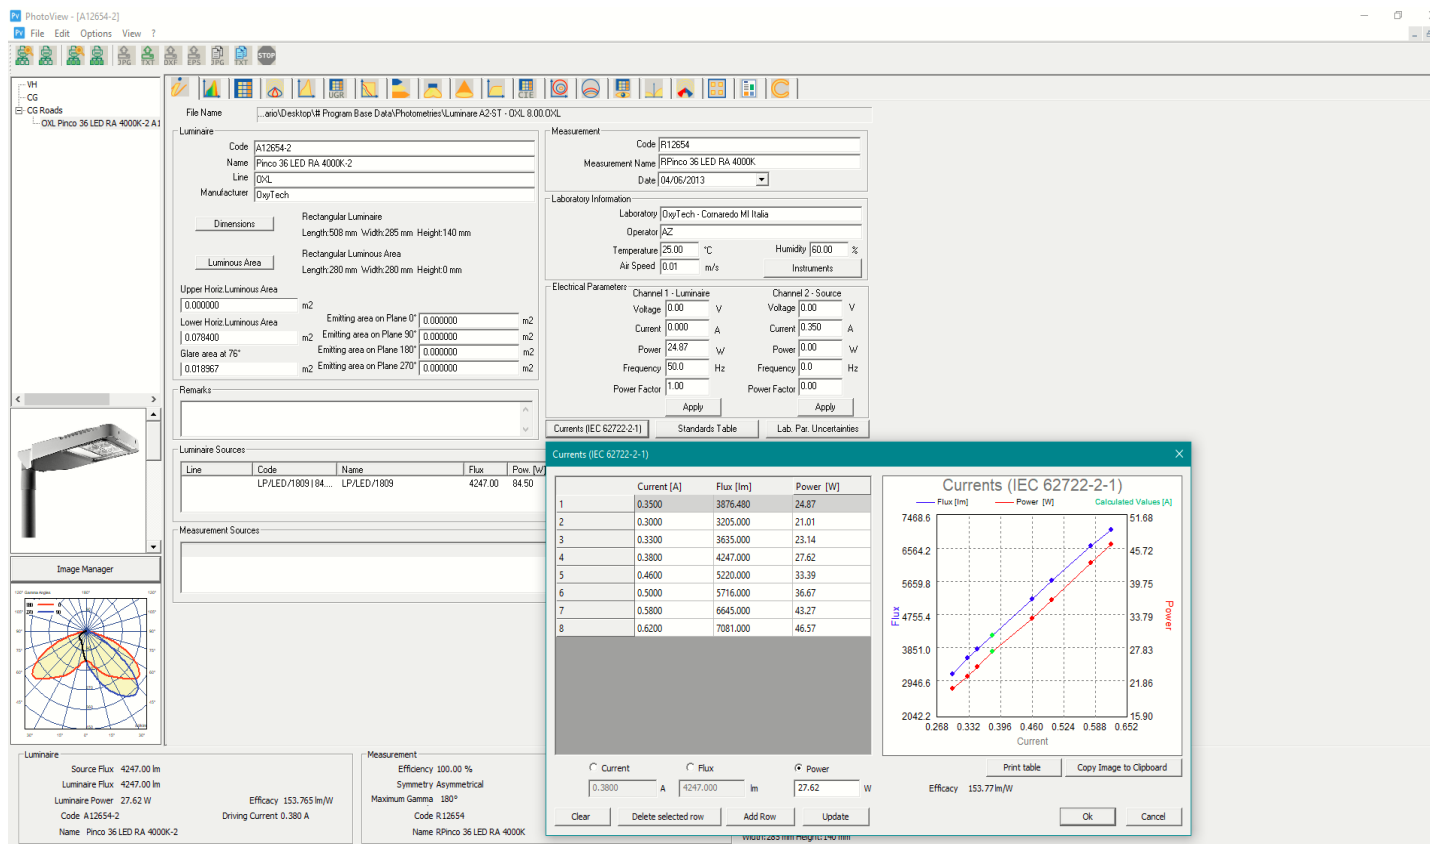 PhotoView - [A12654-2]
File Edit Options View ?
JPG TXT DXF EPS JPG TXT STOP
VH
CG
CG Roads
OXL Pinco 36 LED RA 4000K-2 A1
UGR CIE
File Name ...ario\Desktop\# Program Base Data\Photometries\Luminare A2-ST - OXL 8.00.OXL
Luminaire
Code A12654-2
Name Pinco 36 LED RA 4000K-2
Line OXL
Manufacturer OxyTech
Dimensions
Rectangular Luminaire
Length:508 mm Width:285 mm Height:140 mm
Luminous Area
Rectangular Luminous Area
Length:280 mm Width:280 mm Height:0 mm
Upper Horiz.Luminous Area
0.000000 m2
Lower Horiz.Luminous Area
0.078400 m2
Glare area at 76°
0.018967 m2
Emitting area on Plane 0° 0.000000 m2
Emitting area on Plane 90° 0.000000 m2
Emitting area on Plane 180° 0.000000 m2
Emitting area on Plane 270° 0.000000 m2
Remarks
Luminaire Sources
Line Code Name Flux Pow. [W]
LP/LED/1809 | 84.... LP/LED/1809 4247.00 84.50
Measurement Sources
Measurement
Code R12654
Measurement Name RPinco 36 LED RA 4000K
Date 04/06/2013
Laboratory Information
Laboratory OxyTech - Cornaredo MI Italia
Operator AZ
Temperature 25.00 °C Humidity 60.00 %
Air Speed 0.01 m/s Instruments
Electrical Parameters
Channel 1 - Luminaire Channel 2 - Source
Voltage 0.00 V Voltage 0.00 V
Current 0.000 A Current 0.350 A
Power 24.87 W Power 0.00 W
Frequency 50.0 Hz Frequency 0.0 Hz
Power Factor 1.00 Power Factor 0.00
Apply Apply
Currents (IEC 62722-2-1) Standards Table Lab. Par. Uncertainties
Currents (IEC 62722-2-1)
Current [A] Flux [lm] Power [W]
1 0.3500 3876.480 24.87
2 0.3000 3205.000 21.01
3 0.3300 3635.000 23.14
4 0.3800 4247.000 27.62
5 0.4600 5220.000 33.39
6 0.5000 5716.000 36.67
7 0.5800 6645.000 43.27
8 0.6200 7081.000 46.57
Currents (IEC 62722-2-1)
Flux [lm] Power [W] Calculated Values [A]
7468.6 51.68
6564.2 45.72
5659.8 39.75
4755.4 33.79
3851.0 27.83
2946.6 21.86
2042.2 15.90
Flux
Power
0.268 0.332 0.396 0.460 0.524 0.588 0.652
Current
Current Flux Power
0.3800 A 4247.000 lm 27.62 W
Print table Copy Image to Clipboard
Efficacy 153.77 lm/W
Clear Delete selected row Add Row Update Ok Cancel
Image Manager
Luminaire
Source Flux 4247.00 lm
Luminaire Flux 4247.00 lm
Luminaire Power 27.62 W Efficacy 153.765 lm/W
Code A12654-2 Driving Current 0.380 A
Name Pinco 36 LED RA 4000K-2
Measurement
Efficiency 100.00 %
Symmetry Asymmetrical
Maximum Gamma 180°
Code R12654
Name RPinco 36 LED RA 4000K
Width:285 mm Height:140 mm